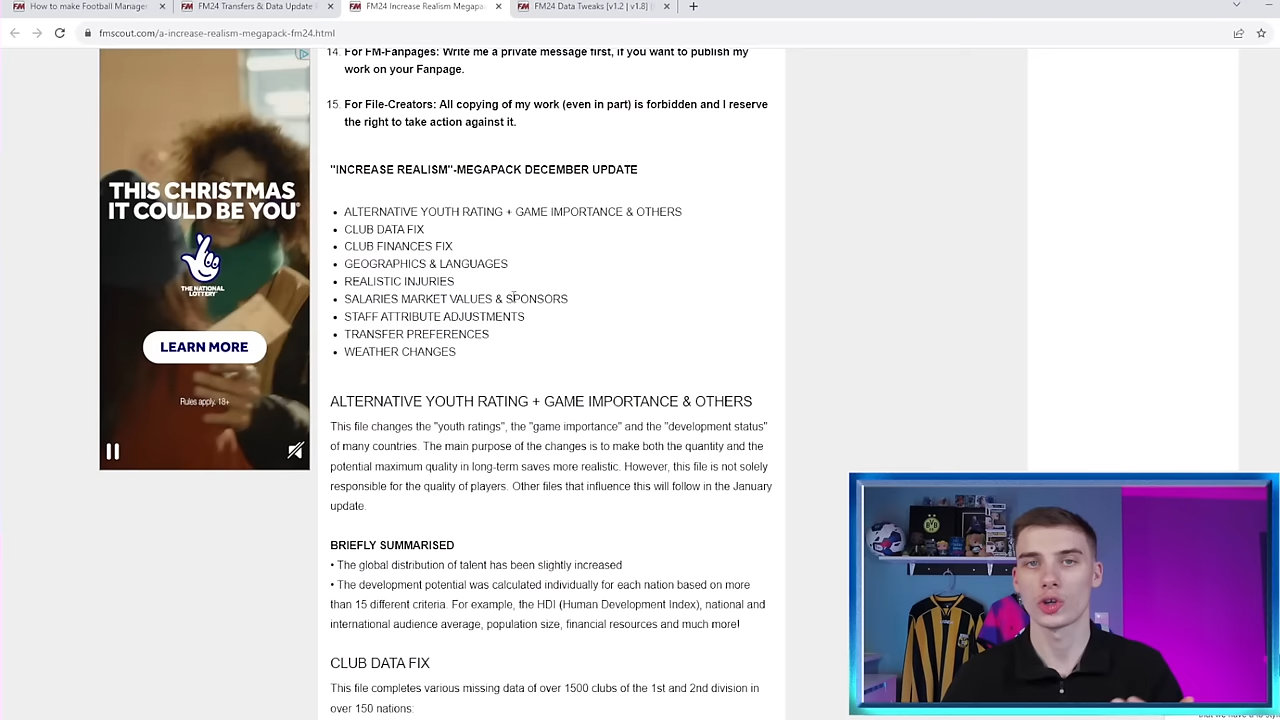 How to make Football Manager
FM24 Transfers & Data Update
FM24 Increase Realism Megapa
FM24 Data Tweaks [v1.2 | v1.8]
fmscout.com/a-increase-realism-megapack-fm24.html
14. For FM-Fanpages: Write me a private message first, if you want to publish my
work on your Fanpage.
15. For File-Creators: All copying of my work (even in part) is forbidden and I reserve
the right to take action against it.
"INCREASE REALISM"-MEGAPACK DECEMBER UPDATE
• ALTERNATIVE YOUTH RATING + GAME IMPORTANCE & OTHERS
• CLUB DATA FIX
• CLUB FINANCES FIX
• GEOGRAPHICS & LANGUAGES
• REALISTIC INJURIES
• SALARIES MARKET VALUES & SPONSORS
• STAFF ATTRIBUTE ADJUSTMENTS
• TRANSFER PREFERENCES
• WEATHER CHANGES
ALTERNATIVE YOUTH RATING + GAME IMPORTANCE & OTHERS
This file changes the "youth ratings", the "game importance" and the "development status"
of many countries. The main purpose of the changes is to make both the quantity and the
potential maximum quality in long-term saves more realistic. However, this file is not solely
responsible for the quality of players. Other files that influence this will follow in the January
update.
BRIEFLY SUMMARISED
• The global distribution of talent has been slightly increased
• The development potential was calculated individually for each nation based on more
than 15 different criteria. For example, the HDI (Human Development Index), national and
international audience average, population size, financial resources and much more!
CLUB DATA FIX
This file completes various missing data of over 1500 clubs of the 1st and 2nd division in
over 150 nations:
THIS CHRISTMAS
IT COULD BE YOU
THE NATIONAL
LOTTERY
LEARN MORE
Rules apply. 18+
BVB
09